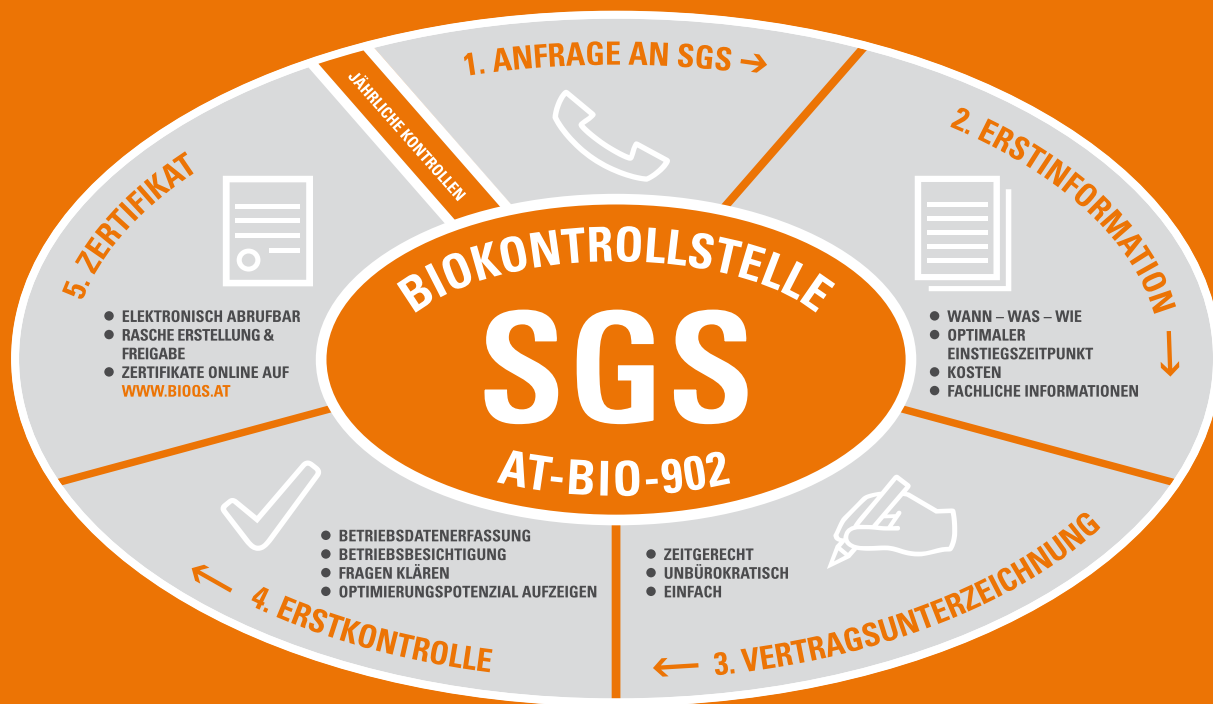 1. ANFRAGE AN SGS →
JÄHRLICHE KONTROLLEN
2. ERSTINFORMATION →
● WANN – WAS – WIE
● OPTIMALER
EINSTIEGSZEITPUNKT
● KOSTEN
● FACHLICHE INFORMATIONEN
3. VERTRAGSUNTERZEICHNUNG →
● ZEITGERECHT
● UNBÜROKRATISCH
● EINFACH
4. ERSTKONTROLLE →
● BETRIEBSDATENERFASSUNG
● BETRIEBSBESICHTIGUNG
● FRAGEN KLÄREN
● OPTIMIERUNGSPOTENZIAL AUFZEIGEN
5. ZERTIFIKAT
● ELEKTRONISCH ABRUFBAR
● RASCHE ERSTELLUNG &
FREIGABE
● ZERTIFIKATE ONLINE AUF
WWW.BIOQS.AT
BIOKONTROLLSTELLE
SGS
AT-BIO-902